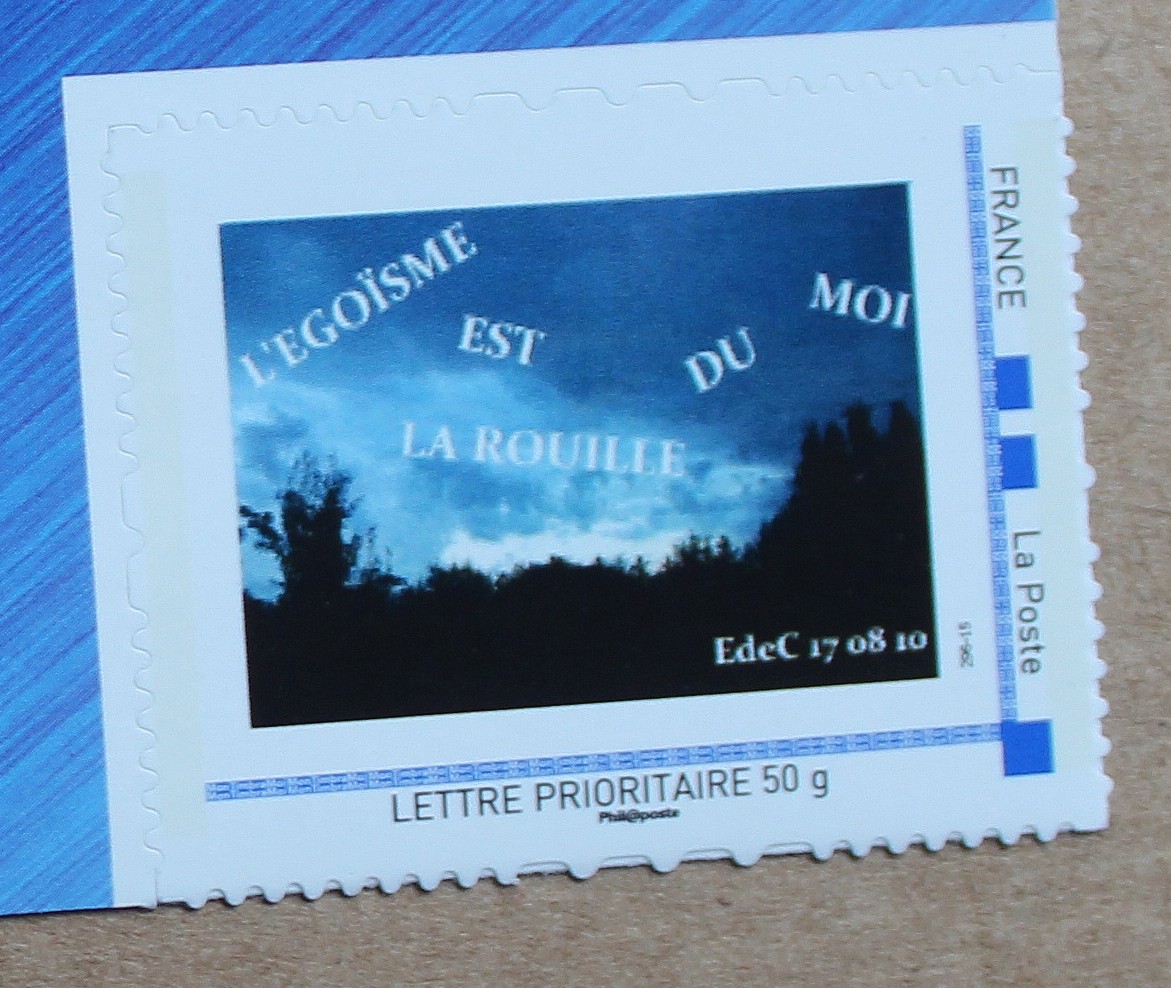 L'EGOÏSME
EST
LA ROUILLE
DU
MOI
EdeC 17 08 10
FRANCE
La Poste
LETTRE PRIORITAIRE 50 g
Phil@poste